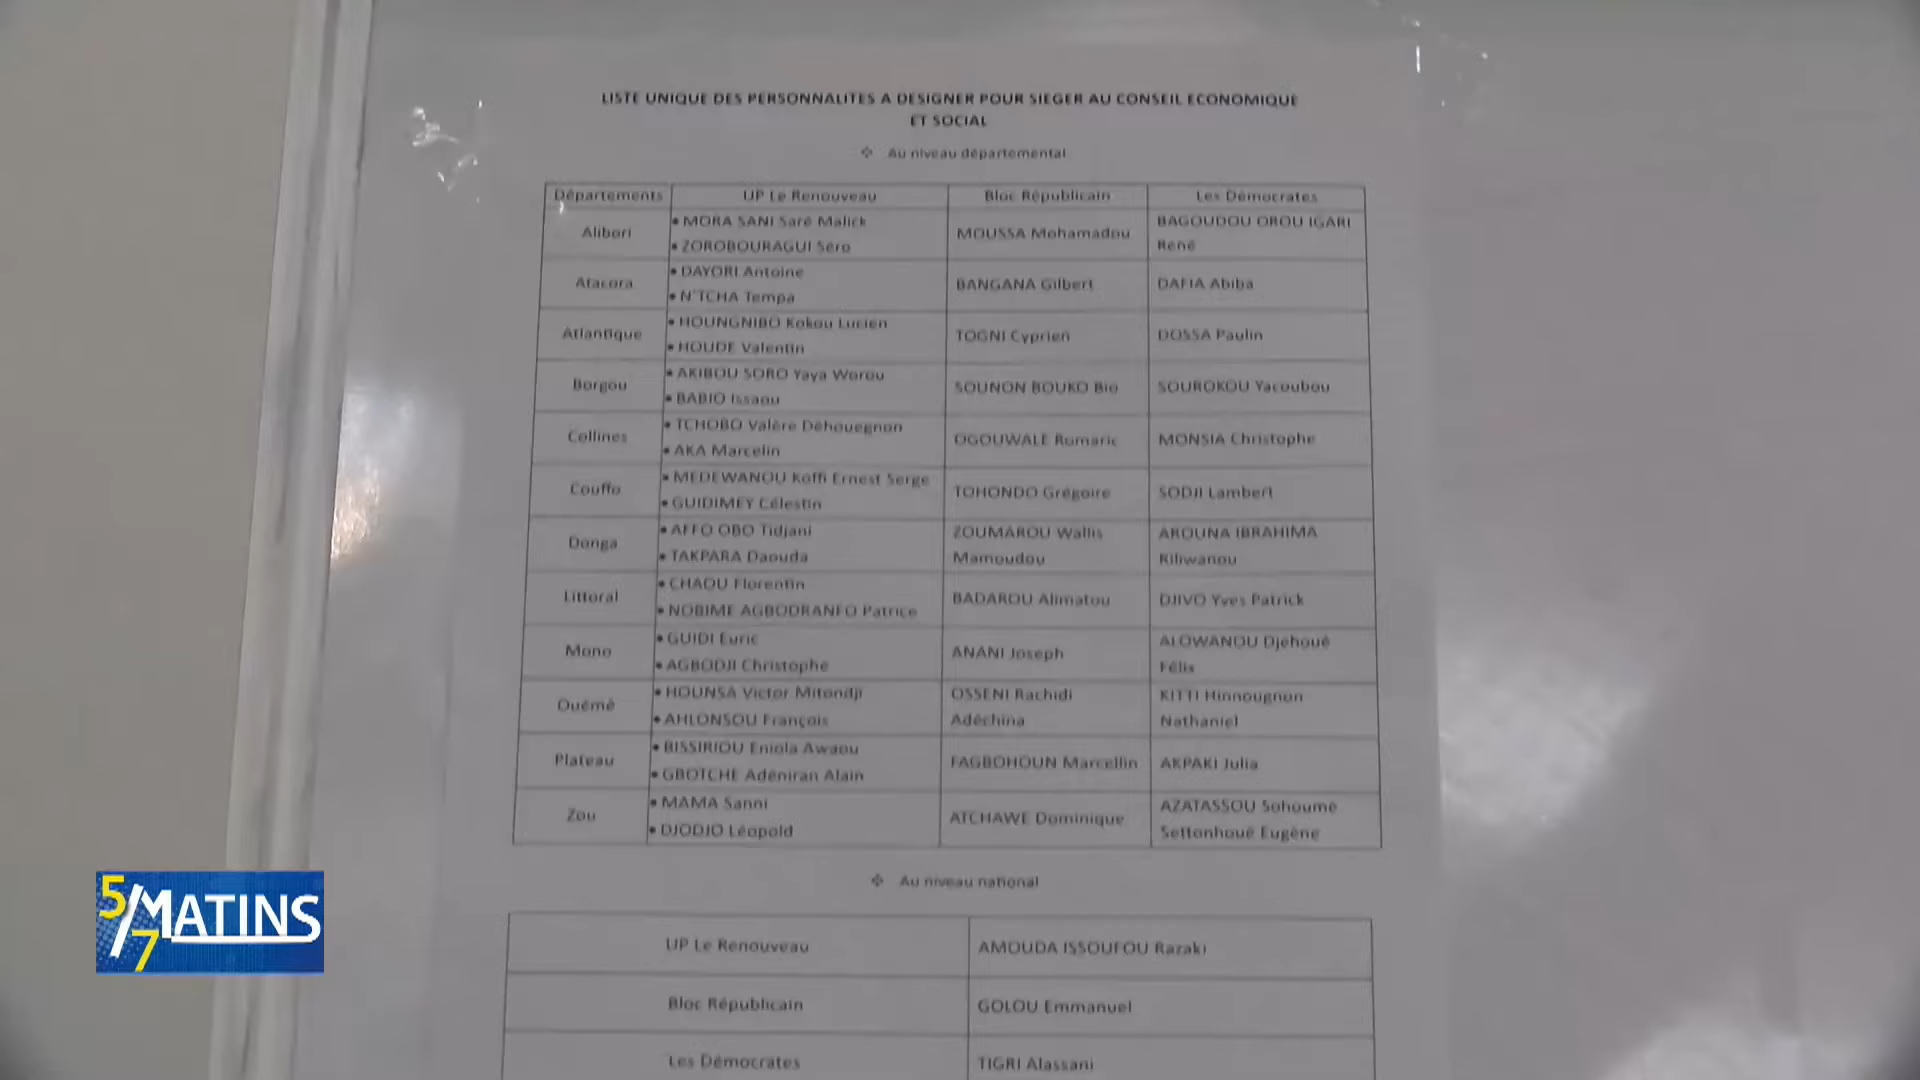 LISTE UNIQUE DES PERSONNALITES A DESIGNER POUR SIEGER AU CONSEIL ECONOMIQUE
ET SOCIAL
❖ Au niveau départemental
Départements UP Le Renouveau Bloc Républicain Les Démocrates
Alibori
• MORA SANI Saré Malick
• ZOROBOURAGUI Séro
MOUSSA Mohamadou
BAGOUDOU OROU IGARI
René
Atacora
• DAYORI Antoine
• N'TCHA Tempa
BANGANA Gilbert
DAFIA Abiba
Atlantique
• HOUNGNIBO Kokou Lucien
• HOUDE Valentin
TOGNI Cyprien
DOSSA Paulin
Borgou
• AKIBOU SORO Yaya Worou
• BABIO Issaou
SOUNON BOUKO Bio
SOUROKOU Yacoubou
Collines
• TCHOBO Valère Déhouegnon
• AKA Marcelin
OGOUWALE Romaric
MONSIA Christophe
Couffo
• MEDEWANOU Koffi Ernest Serge
• GUIDIMEY Célestin
TOHONDO Grégoire
SODJI Lambert
Donga
• AFFO OBO Tidjani
• TAKPARA Daouda
ZOUMAROU Wallis
Mamoudou
AROUNA IBRAHIMA
Riliwanou
Littoral
• CHAOU Florentin
• NOBIME AGBODRANFO Patrice
BADAROU Alimatou
DJIVO Yves Patrick
Mono
• GUIDI Euric
• AGBODJI Christophe
ANANI Joseph
ALOWANOU Djehoué
Félix
Ouémé
• HOUNSA Victor Mitondji
• AHLONSOU François
OSSENI Rachidi
Adéchina
KITTI Hinnougnon
Nathaniel
Plateau
• BISSIRIOU Eniola Awaou
• GBOTCHE Adéniran Alain
FAGBOHOUN Marcellin
AKPAKI Julia
Zou
• MAMA Sanni
• DJODJO Léopold
ATCHAWE Dominique
AZATASSOU Sohoumè
Settonhoué Eugène
❖ Au niveau national
UP Le Renouveau AMOUDA ISSOUFOU Razaki
Bloc Républicain GOLOU Emmanuel
Les Démocrates TIGRI Alassani
5/7 MATINS